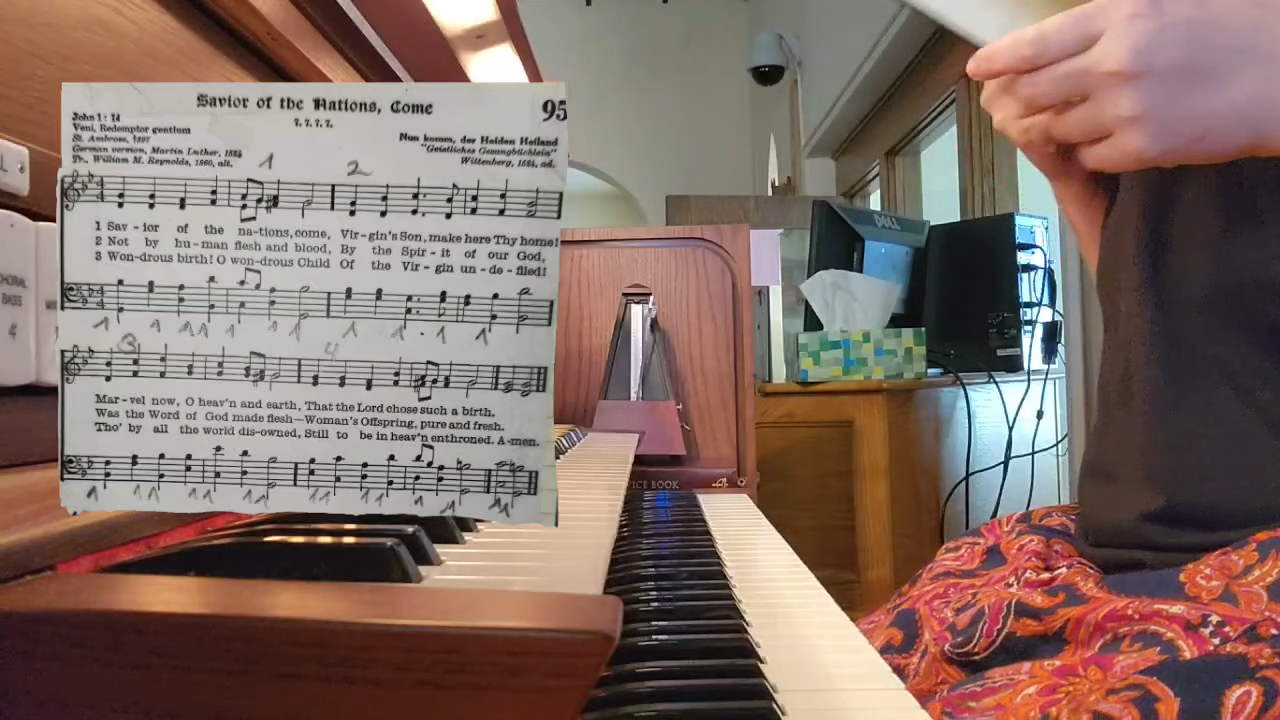 Savior of the Nations, Come
95
7. 7. 7. 7.
John 1: 14
Veni, Redemptor gentium
St. Ambrose, †397
German version, Martin Luther, 1524
Tr., William M. Reynolds, 1860, alt.
Nun komm, der Heiden Heiland
"Geistliches Gesangbüchlein"
Wittenberg, 1524, ad.
1 2
1 Sav - ior of the na-tions, come, Vir-gin's Son, make here Thy home!
2 Not by hu-man flesh and blood, By the Spir - it of our God,
3 Won-drous birth! O won-drous Child Of the Vir - gin un - de - filed!
3 4
Mar-vel now, O heav'n and earth, That the Lord chose such a birth.
Was the Word of God made flesh—Woman's Offspring, pure and fresh.
Tho' by all the world dis-owned, Still to be in heav'n enthroned. A-men.
L
CHORAL
BASS
4
DELL
VICE BOOK